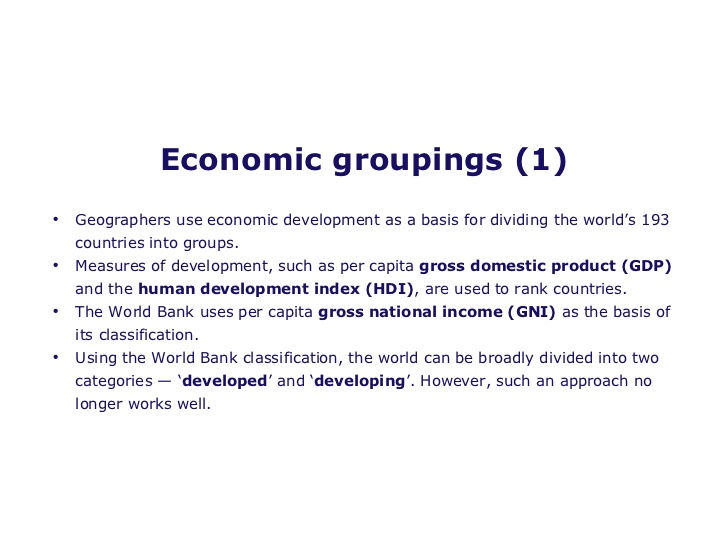 Economic groupings (1)
• Geographers use economic development as a basis for dividing the world’s 193
countries into groups.
• Measures of development, such as per capita gross domestic product (GDP)
and the human development index (HDI), are used to rank countries.
• The World Bank uses per capita gross national income (GNI) as the basis of
its classification.
• Using the World Bank classification, the world can be broadly divided into two
categories — ‘developed’ and ‘developing’. However, such an approach no
longer works well.